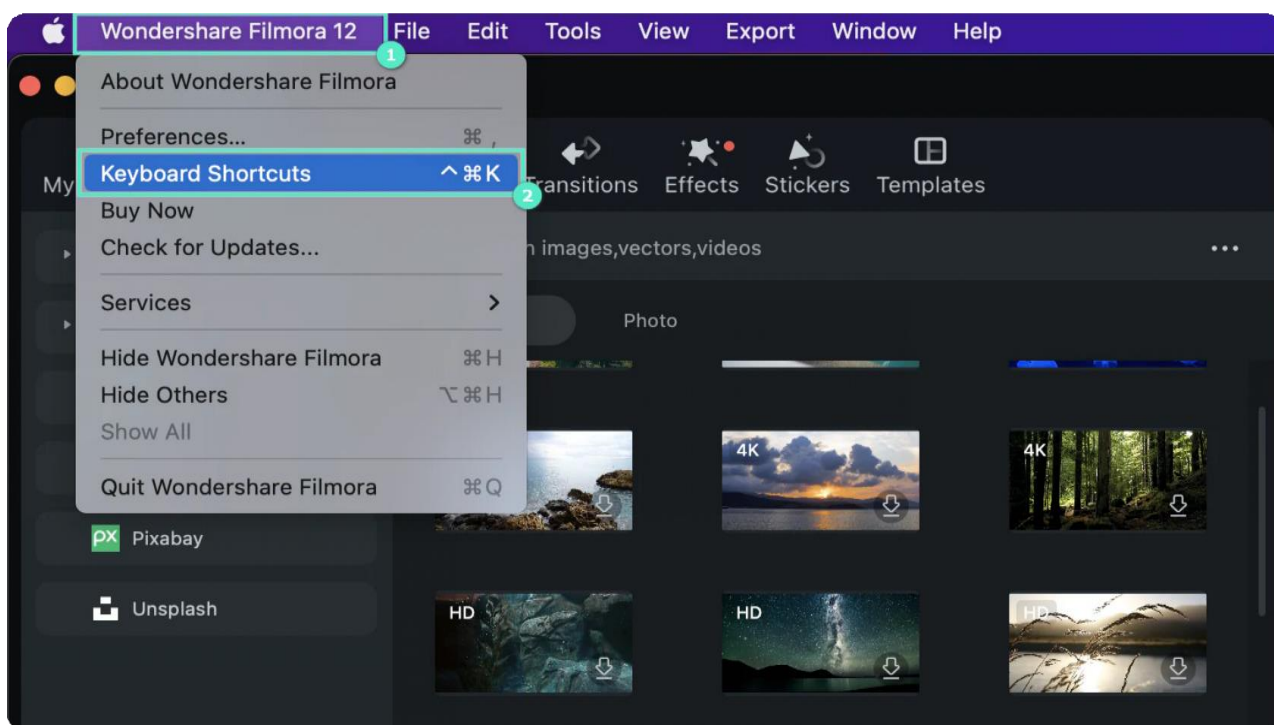 Wondershare Filmora 12 File Edit Tools View Export Window Help
1
About Wondershare Filmora
Preferences... ⌘ ,
Keyboard Shortcuts ^ ⌘ K
2
My Transitions Effects Stickers Templates
Buy Now
Check for Updates...
images,vectors,videos
Services
Photo
Hide Wondershare Filmora ⌘ H
Hide Others ⌥ ⌘ H
Show All
4K 4K
Quit Wondershare Filmora ⌘ Q
px Pixabay
Unsplash
HD HD HD